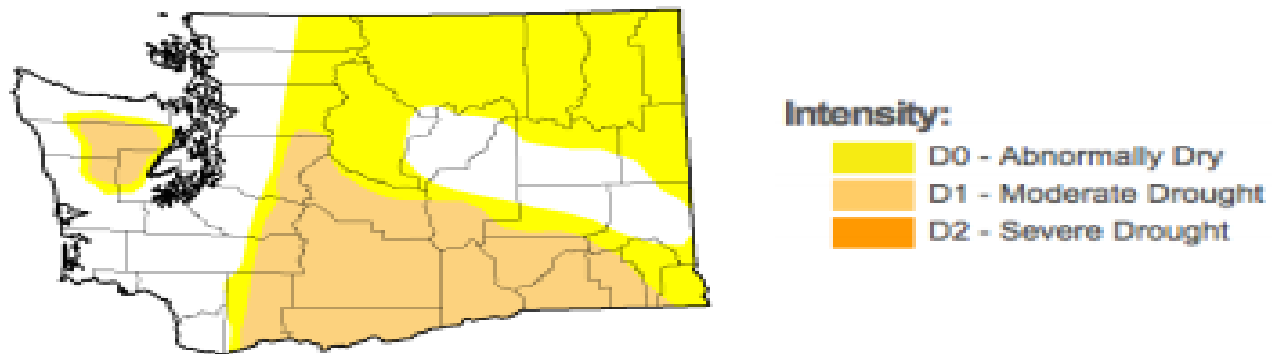 Intensity:
D0 - Abnormally Dry
D1 - Moderate Drought
D2 - Severe Drought